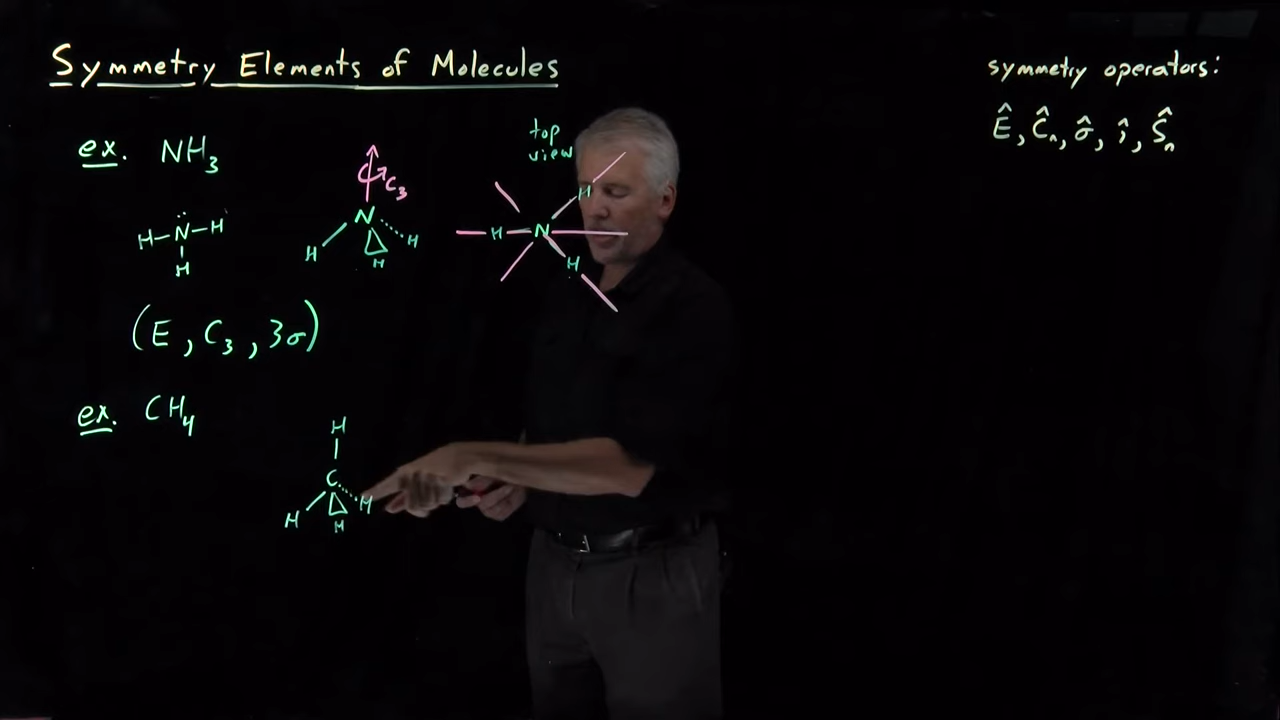 Symmetry Elements of Molecules
symmetry operators:
Ê, Ĉₙ, σ̂, î, Ŝₙ
ex. NH₃
H–N̈–H
H
(E, C₃, 3σ)
C₃
N
H
H
H
top
view
H
H N
H
ex. CH₄
H
C
H
H
H